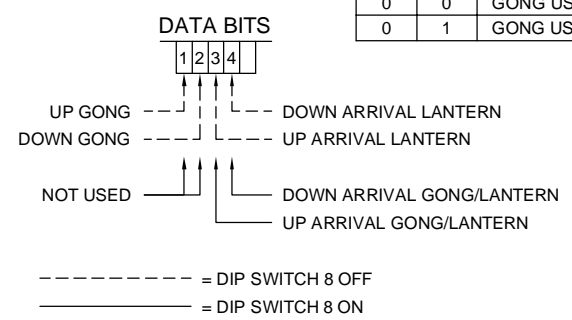 0 0 GONG US
0 1 GONG US
DATA BITS
1 2 3 4
UP GONG DOWN ARRIVAL LANTERN
DOWN GONG UP ARRIVAL LANTERN
NOT USED DOWN ARRIVAL GONG/LANTERN
UP ARRIVAL GONG/LANTERN
= DIP SWITCH 8 OFF
= DIP SWITCH 8 ON